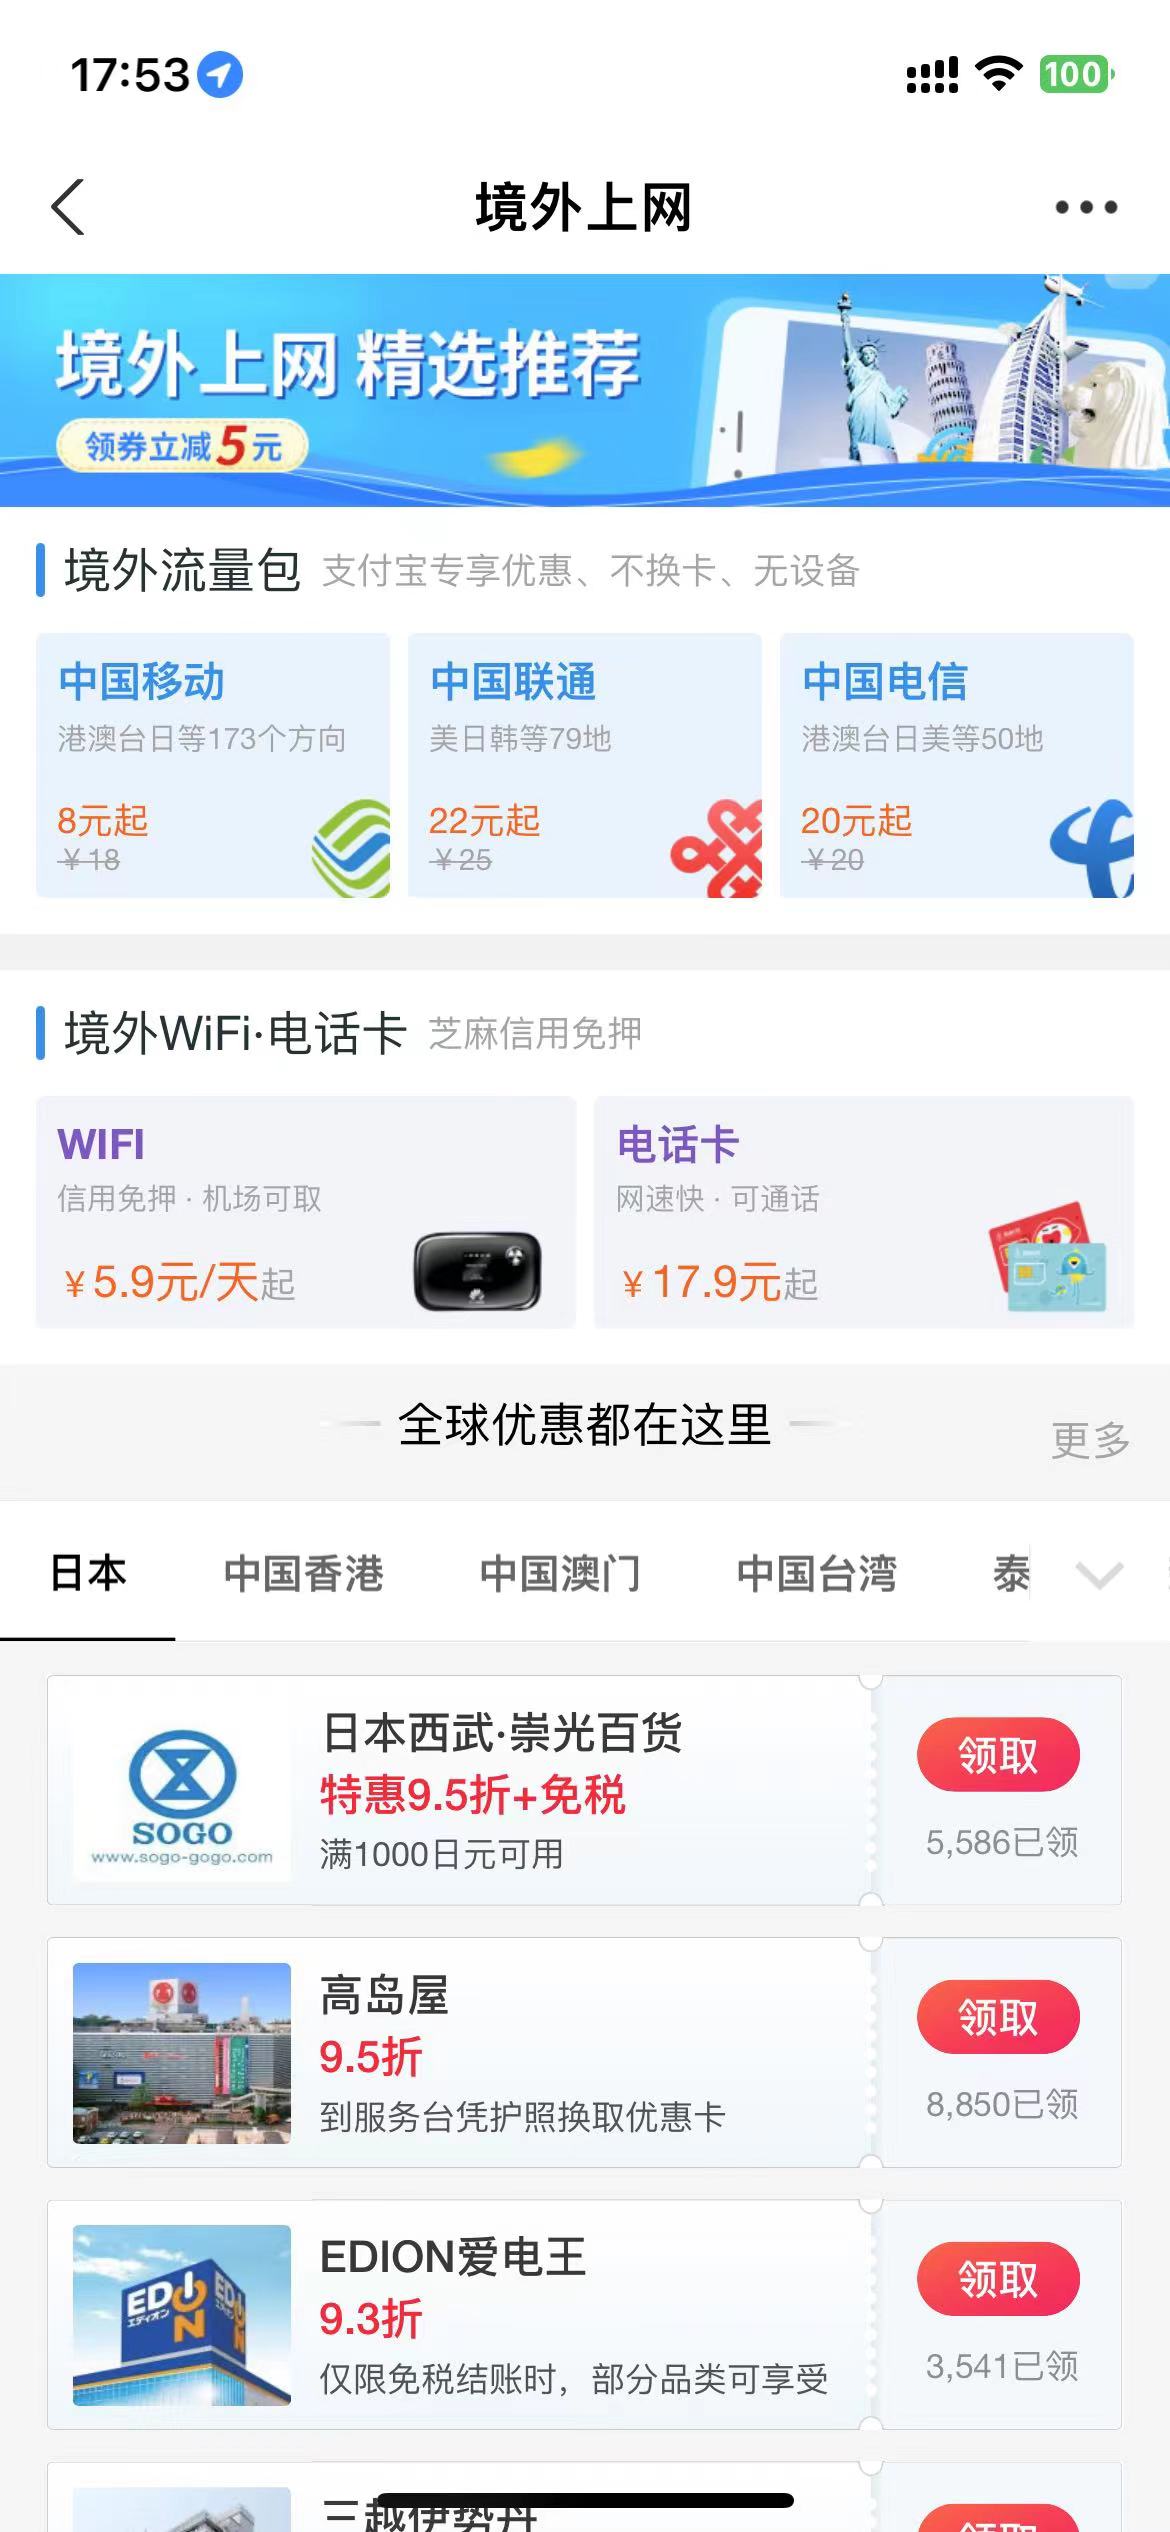 17:53
100
境外上网
境外上网 精选推荐
领券立减5元
境外流量包 支付宝专享优惠、不换卡、无设备
中国移动
港澳台日等173个方向
8元起
￥18
中国联通
美日韩等79地
22元起
￥25
中国电信
港澳台日美等50地
20元起
￥20
境外WiFi·电话卡 芝麻信用免押
WIFI
信用免押 · 机场可取
￥5.9元/天起
电话卡
网速快 · 可通话
￥17.9元起
全球优惠都在这里
更多
日本 中国香港 中国澳门 中国台湾 泰
SOGO
www.sogo-gogo.com
日本西武·崇光百货
特惠9.5折+免税
满1000日元可用
领取
5,586已领
高岛屋
9.5折
到服务台凭护照换取优惠卡
领取
8,850已领
EDION
エディオン
EDION爱电王
9.3折
仅限免税结账时，部分品类可享受
领取
3,541已领
三越伊势丹
领取